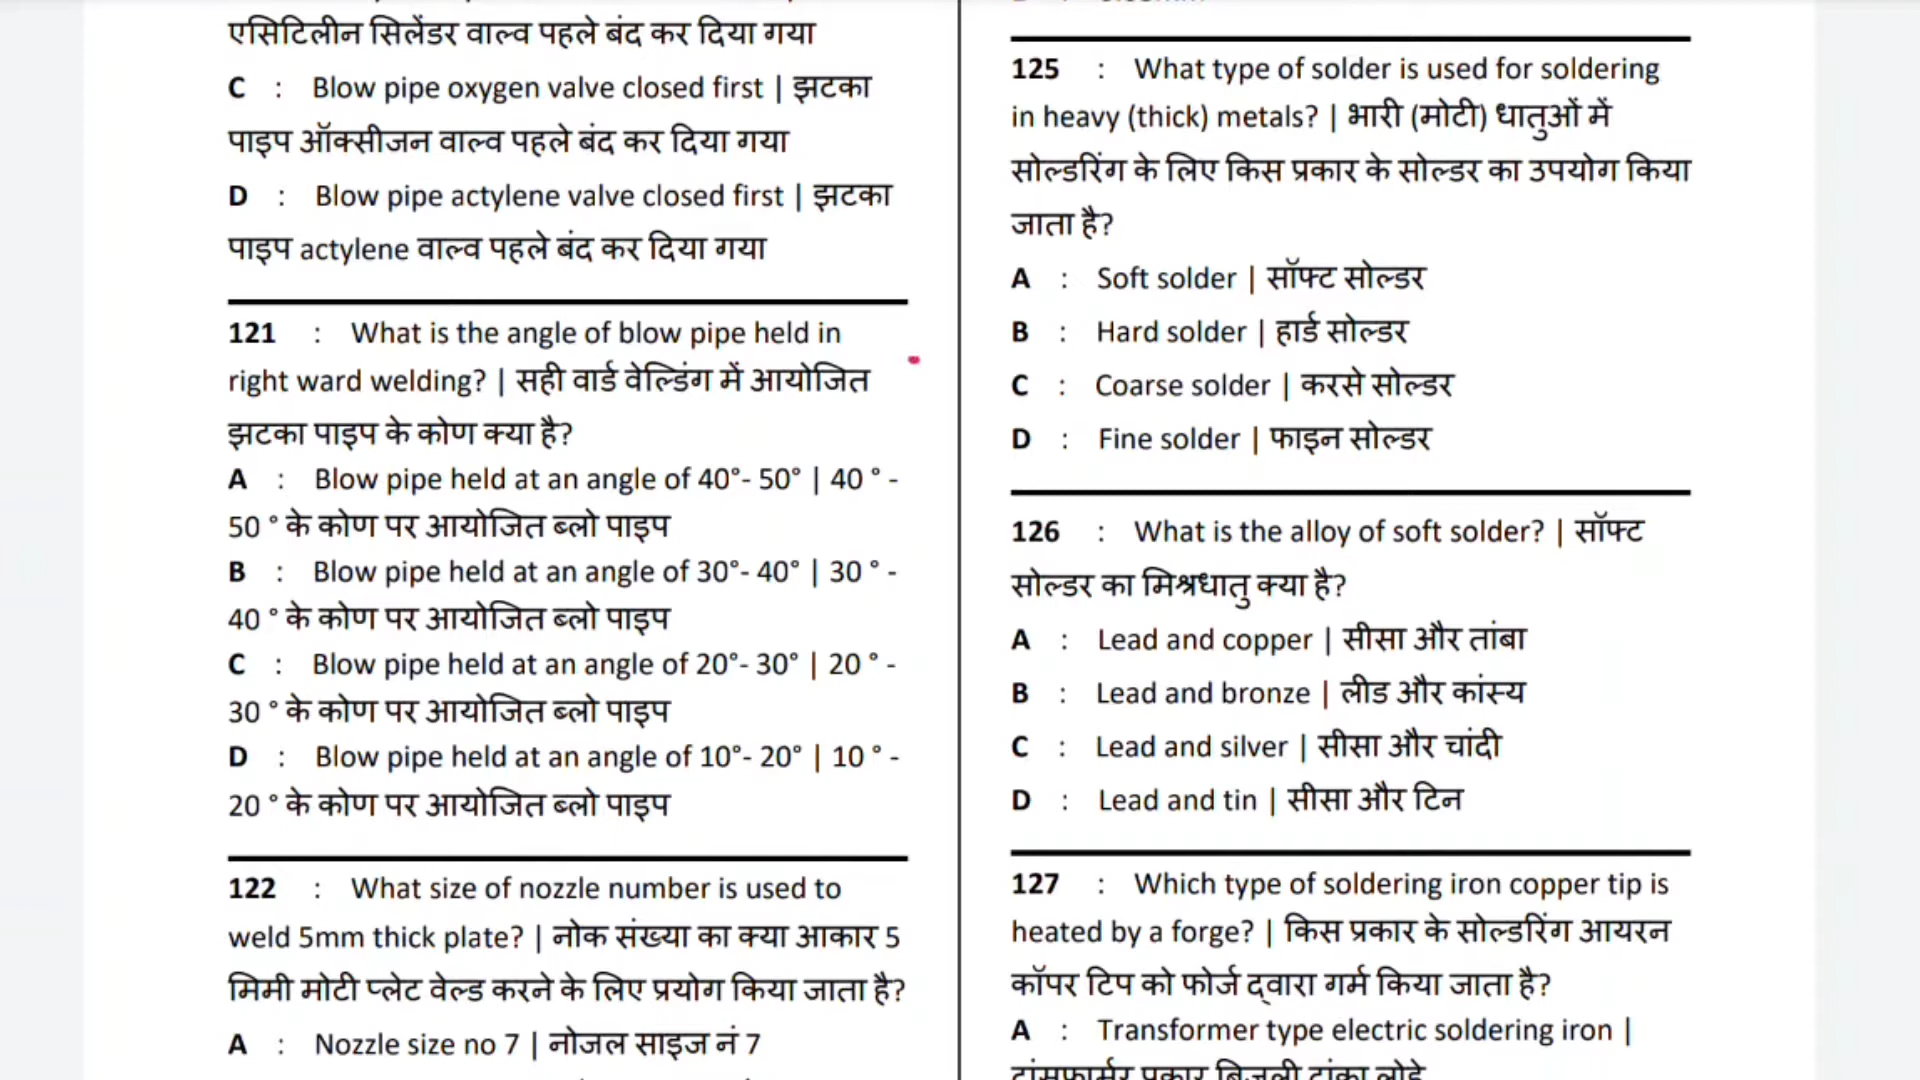 एसिटिलीन सिलेंडर वाल्व पहले बंद कर दिया गया
C : Blow pipe oxygen valve closed first | झटका
पाइप ऑक्सीजन वाल्व पहले बंद कर दिया गया
D : Blow pipe actylene valve closed first | झटका
पाइप actylene वाल्व पहले बंद कर दिया गया
121 : What is the angle of blow pipe held in
right ward welding? | सही वार्ड वेल्डिंग में आयोजित
झटका पाइप के कोण क्या है?
A : Blow pipe held at an angle of 40°- 50° | 40 ° -
50 ° के कोण पर आयोजित ब्लो पाइप
B : Blow pipe held at an angle of 30°- 40° | 30 ° -
40 ° के कोण पर आयोजित ब्लो पाइप
C : Blow pipe held at an angle of 20°- 30° | 20 ° -
30 ° के कोण पर आयोजित ब्लो पाइप
D : Blow pipe held at an angle of 10°- 20° | 10 ° -
20 ° के कोण पर आयोजित ब्लो पाइप
122 : What size of nozzle number is used to
weld 5mm thick plate? | नोक संख्या का क्या आकार 5
मिमी मोटी प्लेट वेल्ड करने के लिए प्रयोग किया जाता है?
A : Nozzle size no 7 | नोजल साइज नं 7
125 : What type of solder is used for soldering
in heavy (thick) metals? | भारी (मोटी) धातुओं में
सोल्डरिंग के लिए किस प्रकार के सोल्डर का उपयोग किया
जाता है?
A : Soft solder | सॉफ्ट सोल्डर
B : Hard solder | हार्ड सोल्डर
C : Coarse solder | करसे सोल्डर
D : Fine solder | फाइन सोल्डर
126 : What is the alloy of soft solder? | सॉफ्ट
सोल्डर का मिश्रधातु क्या है?
A : Lead and copper | सीसा और तांबा
B : Lead and bronze | लीड और कांस्य
C : Lead and silver | सीसा और चांदी
D : Lead and tin | सीसा और टिन
127 : Which type of soldering iron copper tip is
heated by a forge? | किस प्रकार के सोल्डरिंग आयरन
कॉपर टिप को फोर्ज द्वारा गर्म किया जाता है?
A : Transformer type electric soldering iron |
ट्रांसफार्मर प्रकार बिजली टांका लोहे